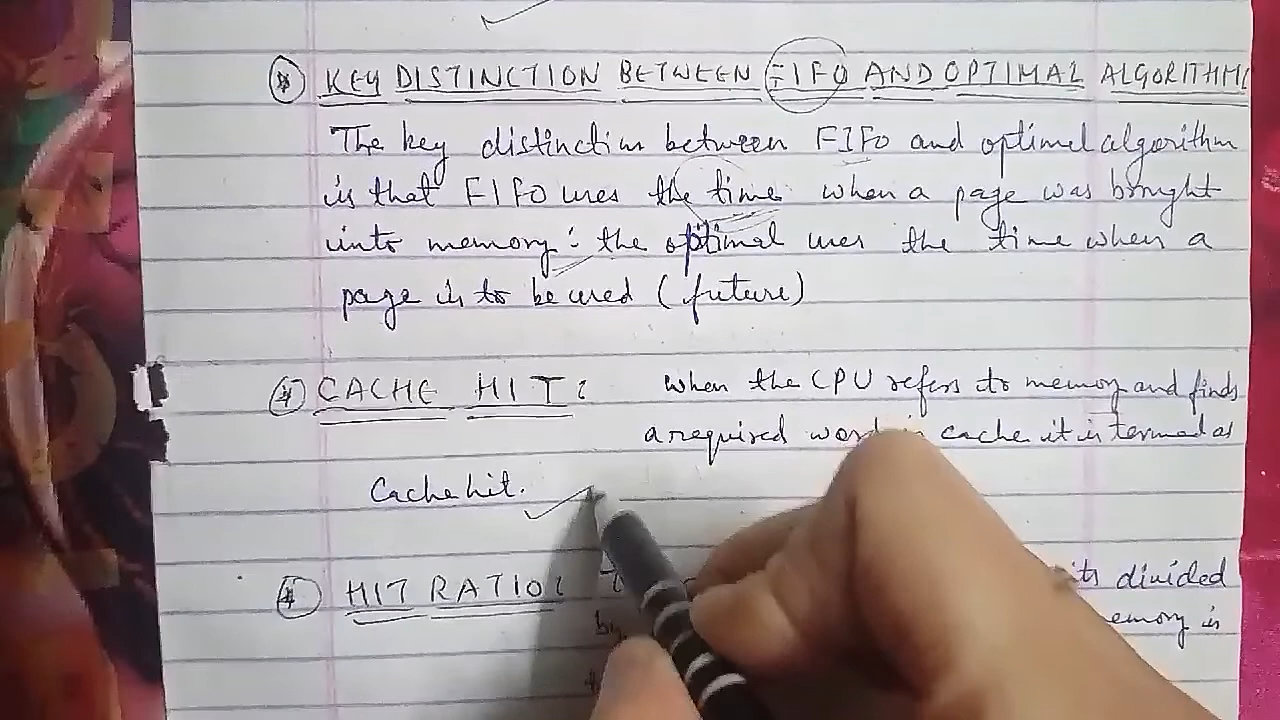 KEY DISTINCTION BETWEEN FIFO AND OPTIMAL ALGORITHM
The key distinction between FIFO and optimal algorithm
is that FIFO uses the time when a page was brought
into memory: the optimal uses the time when a
page is to be used (future)
CACHE HIT: when the CPU refers to memory and finds
a required word in cache it is termed as
Cache hit.
HIT RATIO: divided
is